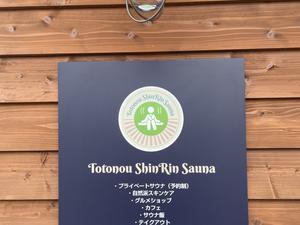 Totonou ShinRin Sauna
Totonou ShinRin Sauna
・プライベートサウナ（予約制）
・自然派スキンケア
・グルメショップ
・カフェ
・サウナ飯
・テイクアウト